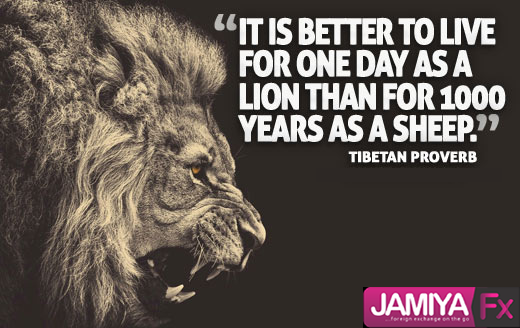 “IT IS BETTER TO LIVE
FOR ONE DAY AS A
LION THAN FOR 1000
YEARS AS A SHEEP.”
TIBETAN PROVERB
JAMIYA Fx
...foreign exchange on the go